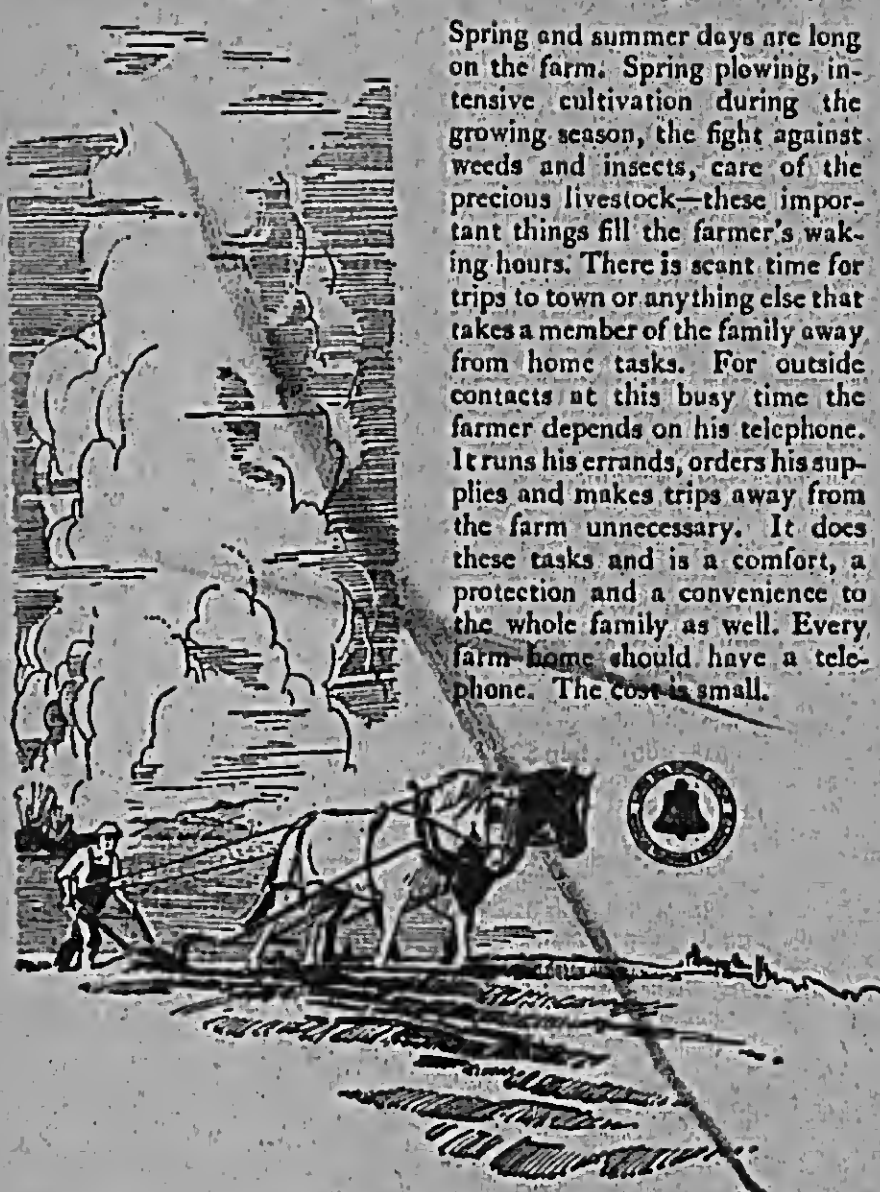 Spring and summer days are long
on the farm. Spring plowing, in-
tensive cultivation during the
growing season, the fight against
weeds and insects, care of the
precious livestock—these impor-
tant things fill the farmer's wak-
ing hours. There is scant time for
trips to town or anything else that
takes a member of the family away
from home tasks. For outside
contacts at this busy time the
farmer depends on his telephone.
It runs his errands, orders his sup-
plies and makes trips away from
the farm unnecessary. It does
these tasks and is a comfort, a
protection and a convenience to
the whole family as well. Every
farm home should have a tele-
phone. The cost is small.